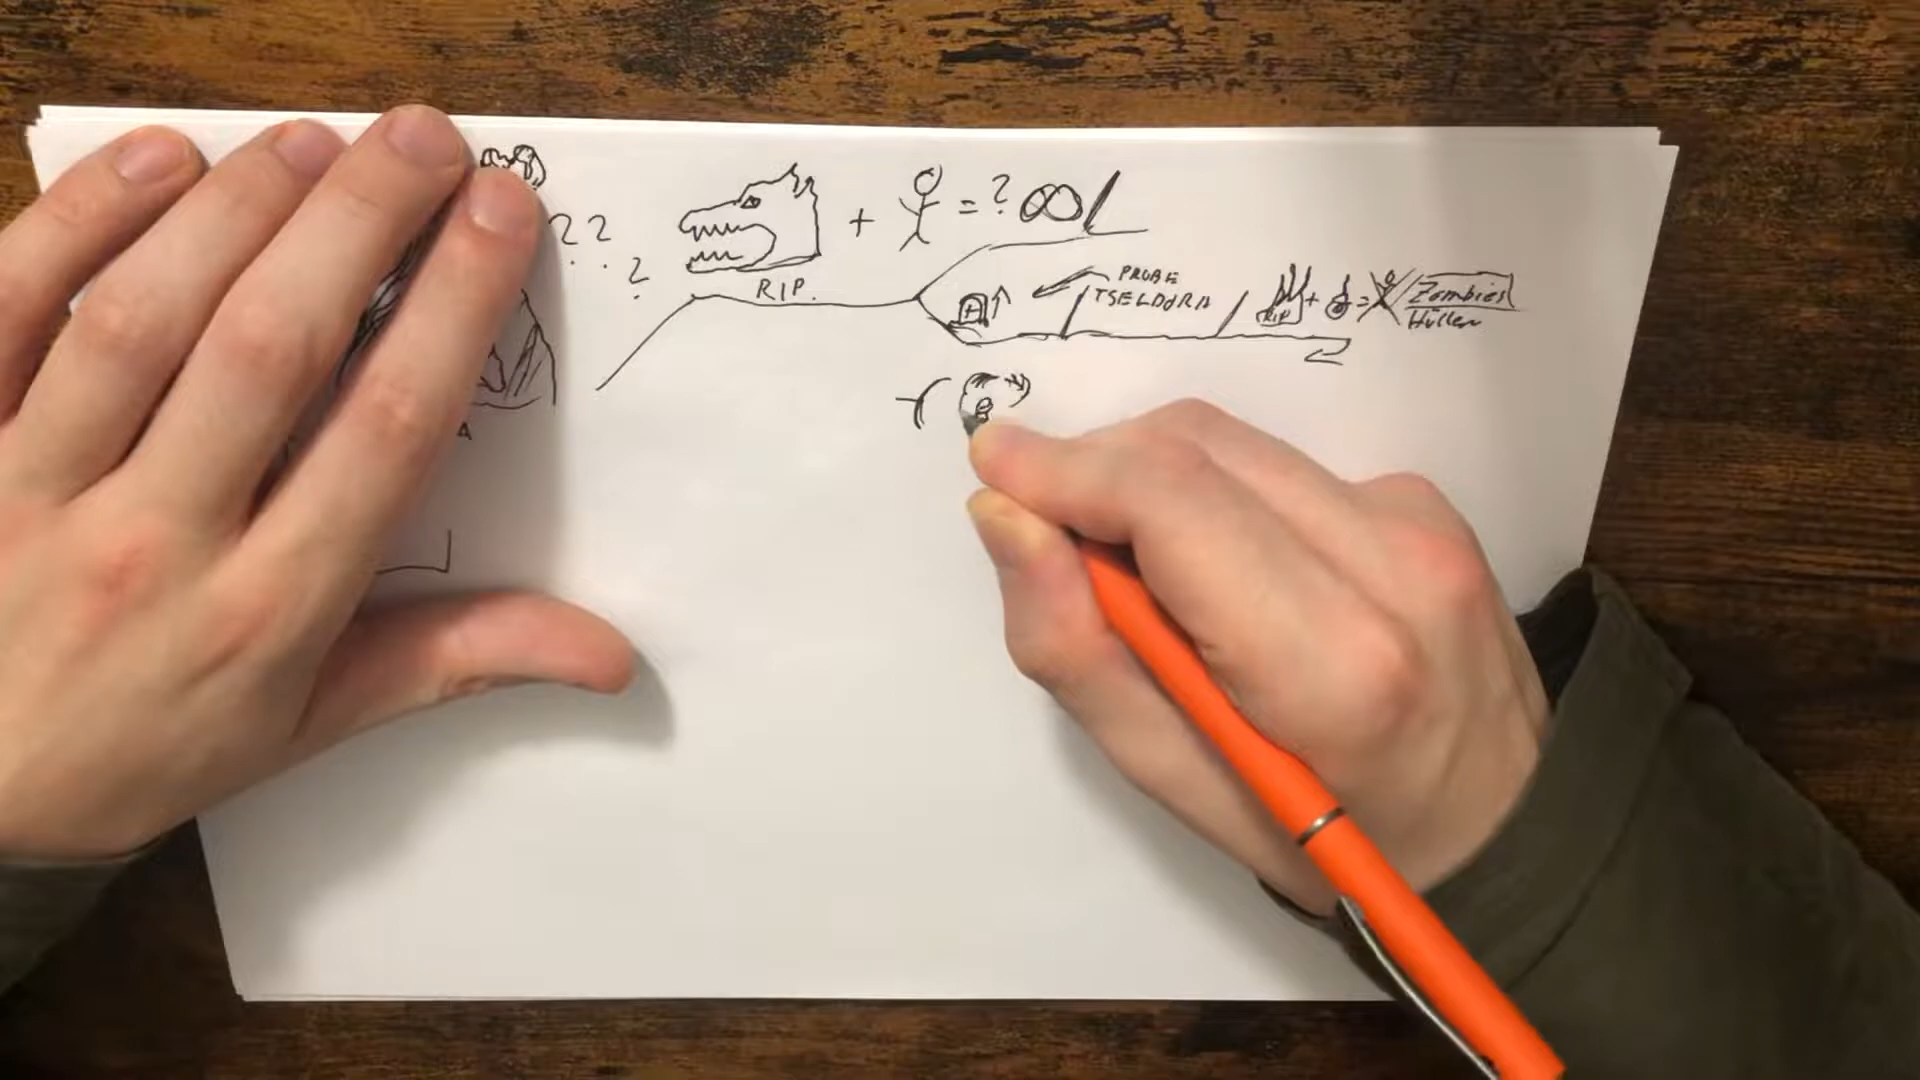 ? ?
?
+ = ? ∞
R.I.P.
PROBE
TSELDORA
RIP + = Zombies
Hüllen
A